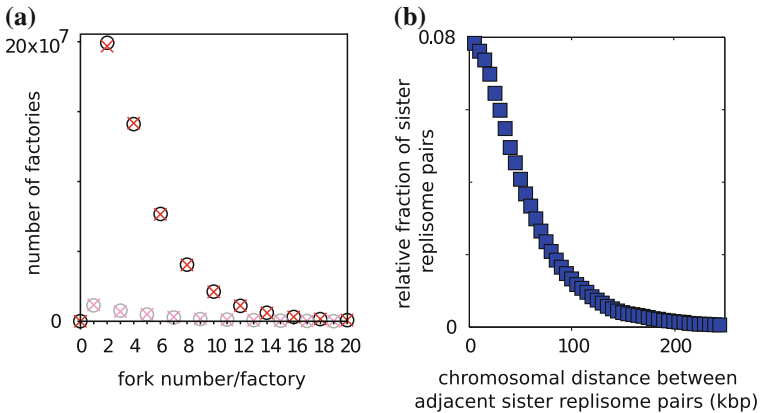 (a)
20x10⁷
number of factories
0
0 2 4 6 8 10 12 14 16 18 20
fork number/factory
(b)
0.08
relative fraction of sister
replisome pairs
0
0 100 200
chromosomal distance between
adjacent sister replisome pairs (kbp)